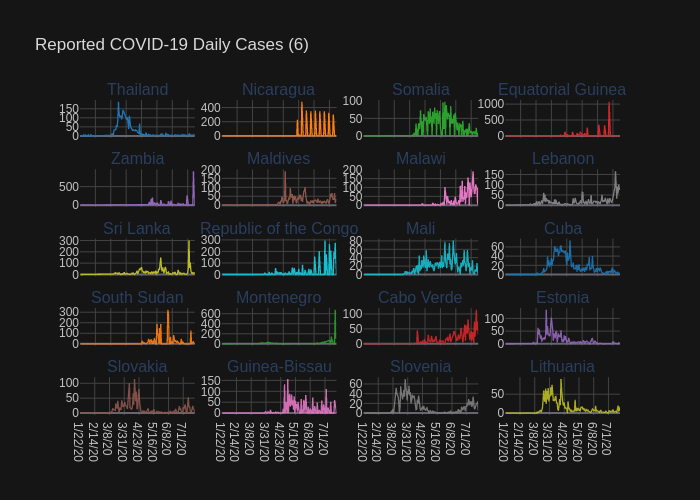 Reported COVID-19 Daily Cases (6)
Thailand Nicaragua Somalia Equatorial Guinea
150 100 50 0 400 200 0 100 50 0 1000 500 0
Zambia Maldives Malawi Lebanon
500 0 200 150 100 50 0 200 150 100 50 0 150 100 50 0
Sri Lanka Republic of the Congo Mali Cuba
300 200 100 0 300 200 100 0 80 60 40 20 0 60 40 20 0
South Sudan Montenegro Cabo Verde Estonia
300 200 100 0 600 400 200 0 100 50 0 100 50 0
Slovakia Guinea-Bissau Slovenia Lithuania
100 50 0 150 100 50 0 60 40 20 0 50 0
1/22/20 2/14/20 3/8/20 3/31/20 4/23/20 5/16/20 6/8/20 7/1/20 1/22/20 2/14/20 3/8/20 3/31/20 4/23/20 5/16/20 6/8/20 7/1/20 1/22/20 2/14/20 3/8/20 3/31/20 4/23/20 5/16/20 6/8/20 7/1/20 1/22/20 2/14/20 3/8/20 3/31/20 4/23/20 5/16/20 6/8/20 7/1/20